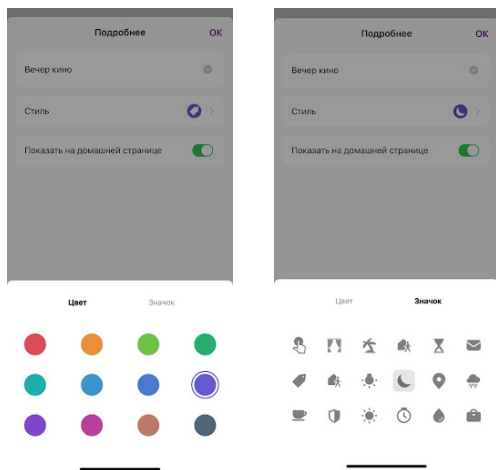 Подробнее
OK
Вечер кино
Стиль
Показать на домашней странице
Цвет
Значок
Подробнее
OK
Вечер кино
Стиль
Показать на домашней странице
Цвет
Значок